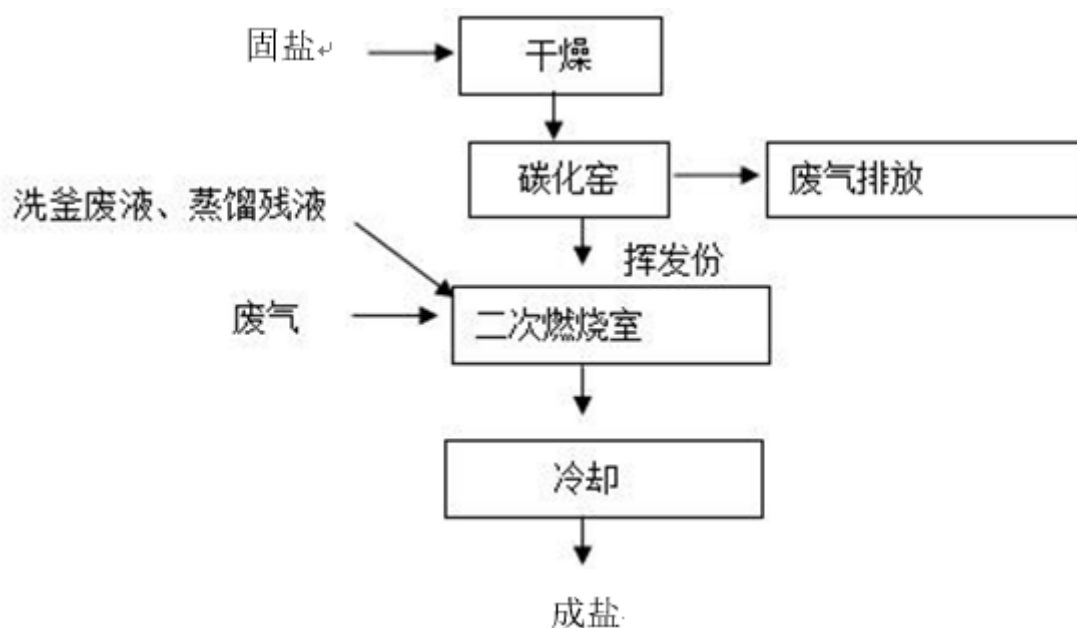 固盐
干燥
碳化窑
废气排放
洗釜废液、蒸馏残液
挥发份
废气
二次燃烧室
冷却
成盐